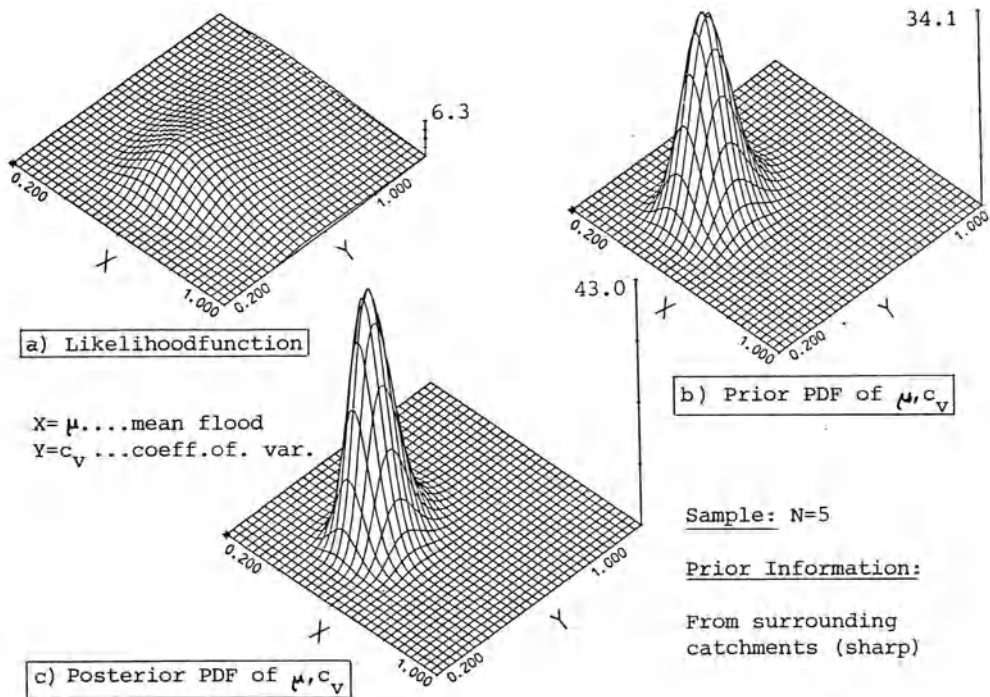 6.3
0.200
X
1.000
0.200
Y
1.000
a) Likelihoodfunction
34.1
0.200
X
1.000
0.200
Y
1.000
b) Prior PDF of μ,c_v
X= μ....mean flood
Y=c_v ...coeff.of. var.
43.0
0.200
X
1.000
0.200
Y
1.000
c) Posterior PDF of μ,c_v
Sample: N=5
Prior Information:
From surrounding
catchments (sharp)